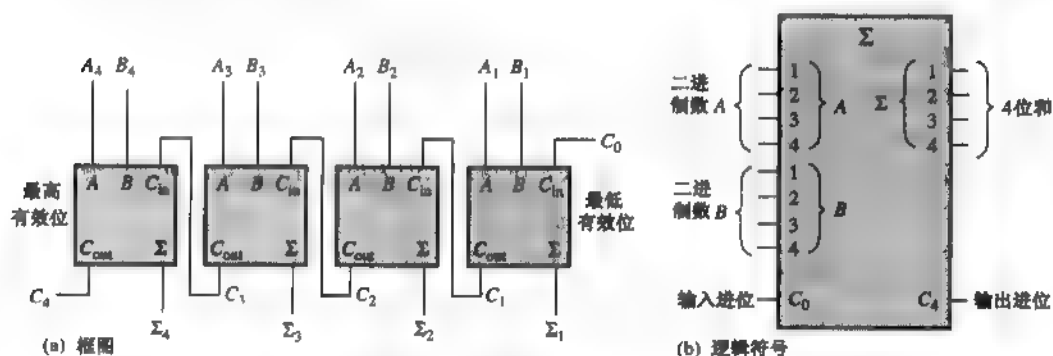 A₄ B₄ A₃ B₃ A₂ B₂ A₁ B₁
C₀
A B Cin A B Cin A B Cin A B Cin
最高
有效位
最低
有效位
Cout Σ Cout Σ Cout Σ Cout Σ
C₄ C₃ C₂ C₁
Σ₄ Σ₃ Σ₂ Σ₁
(a) 框图
Σ
二进
制数 A
1
2
3
4
A
Σ
1
2
3
4
4位和
二进
制数 B
1
2
3
4
B
输入进位 C₀ C₄ 输出进位
(b) 逻辑符号